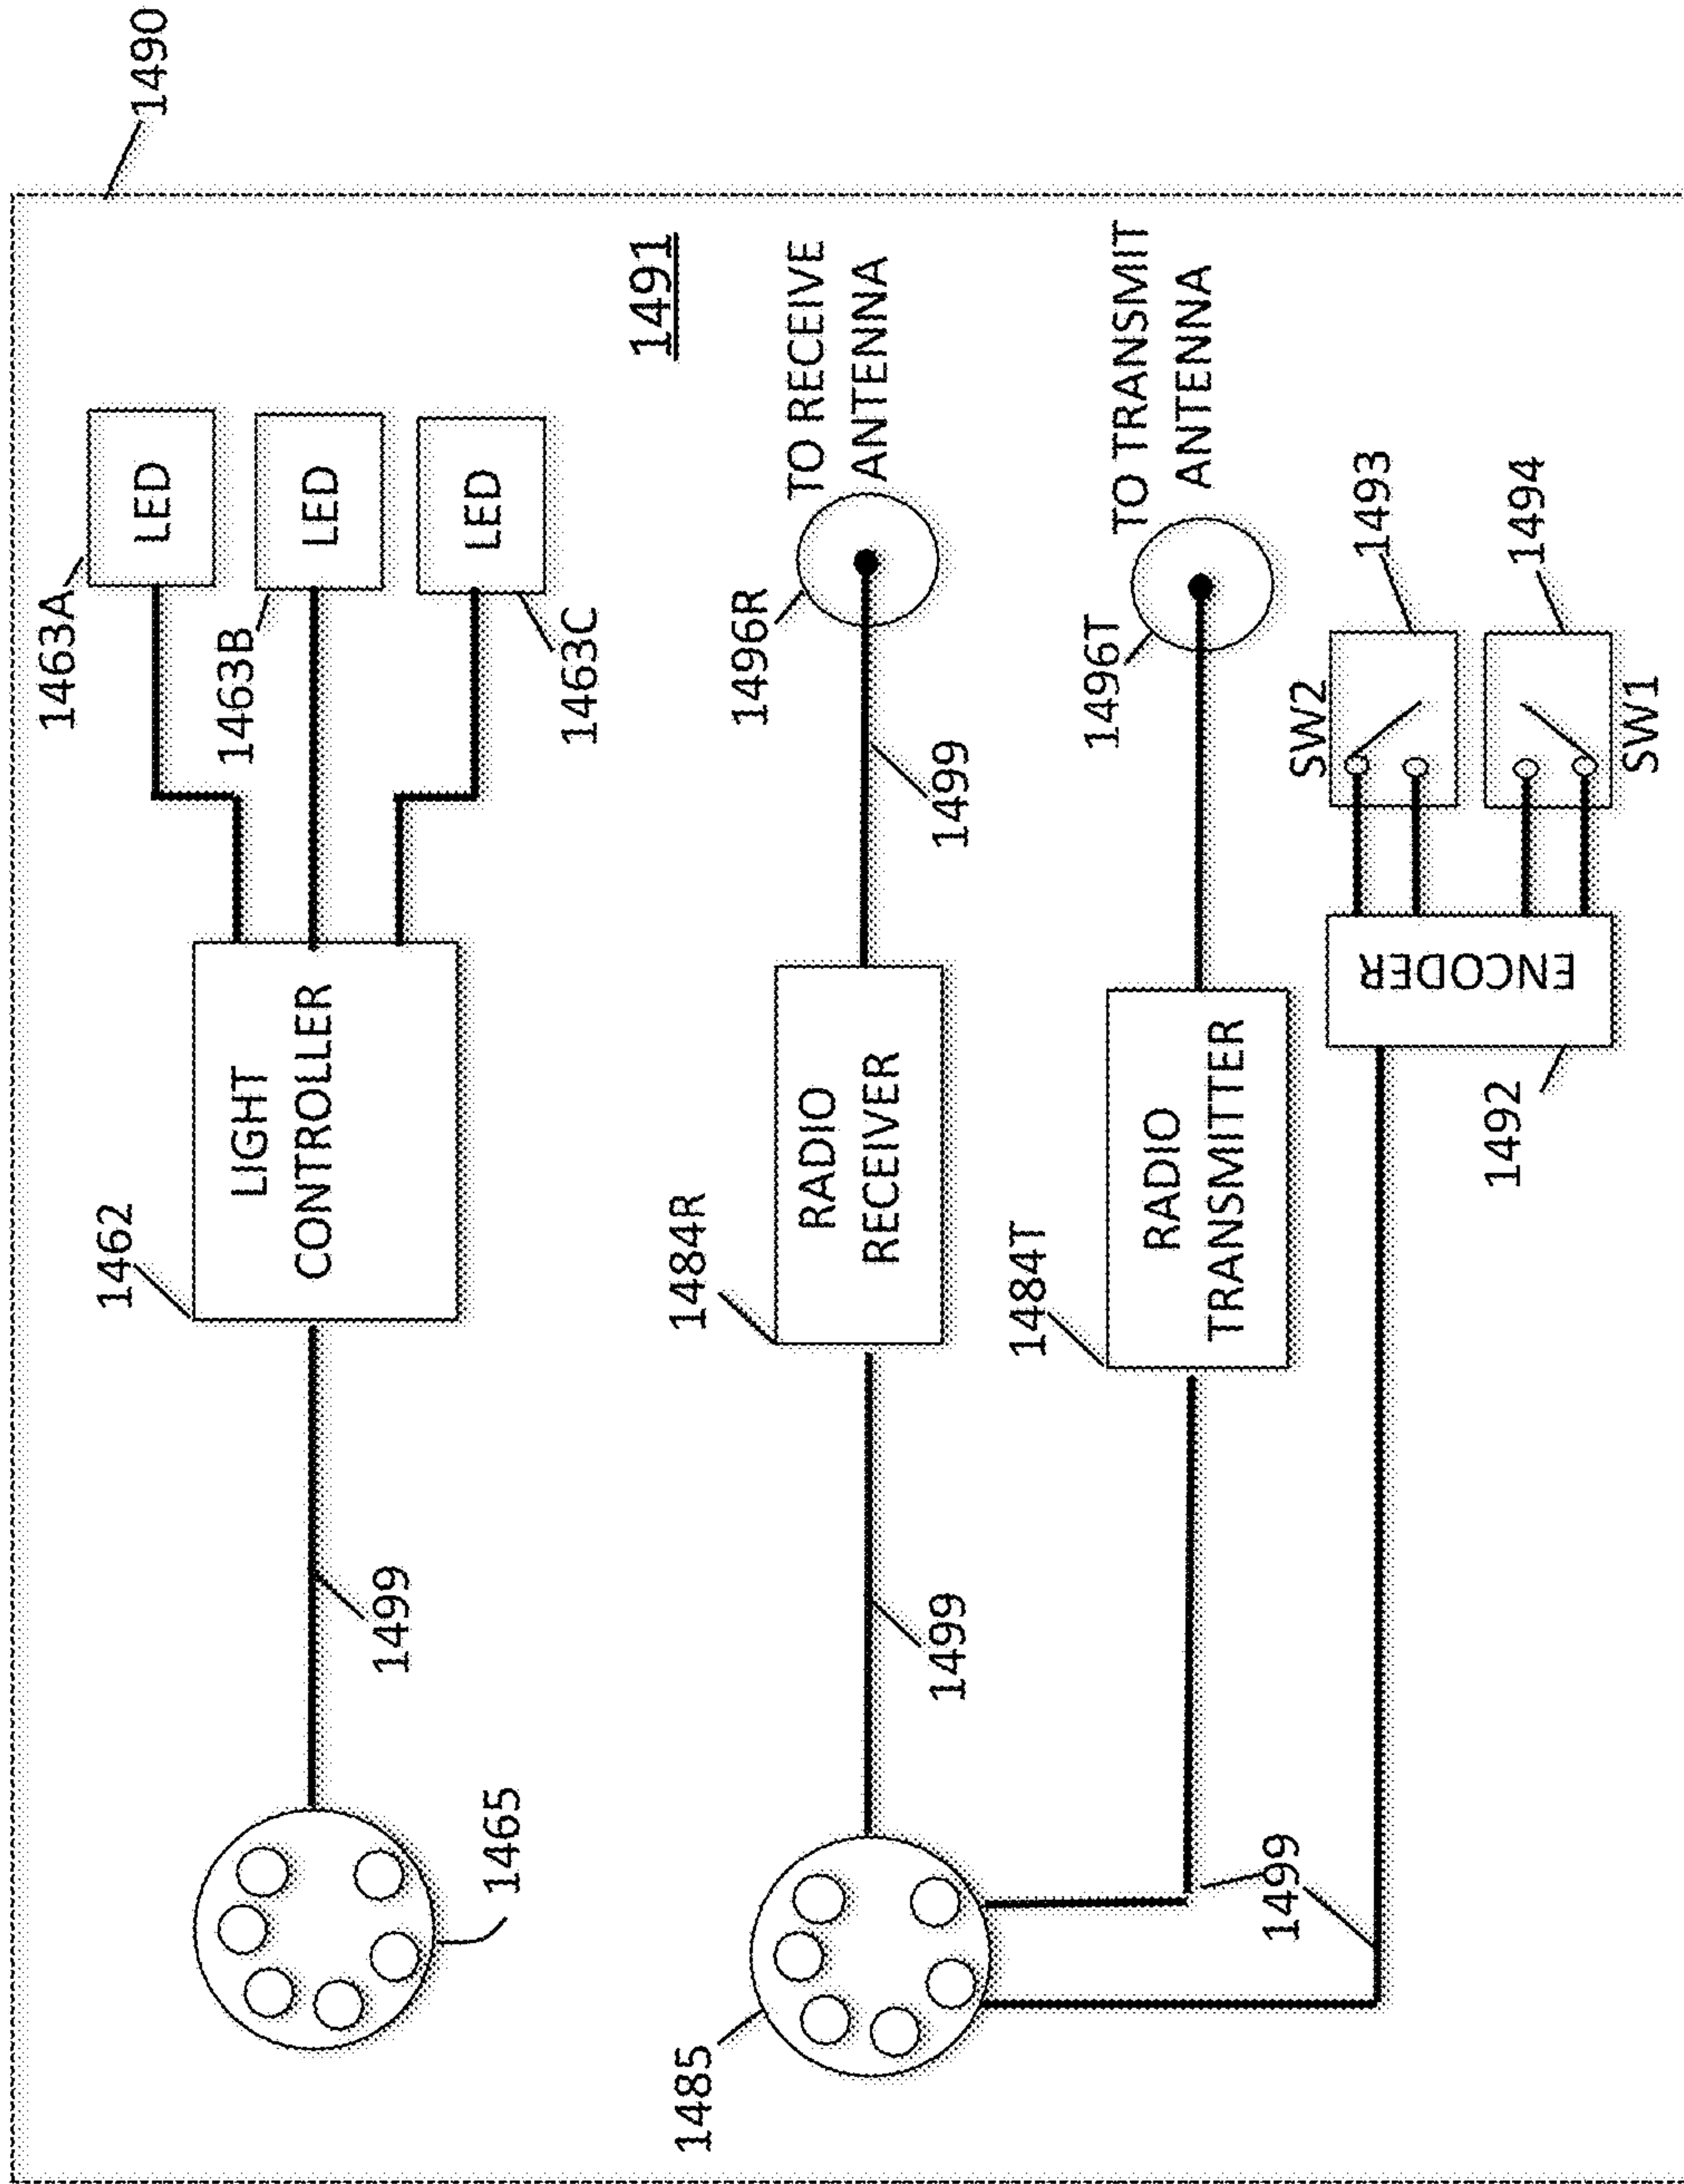 1490
1491
1463A
LED
1463B
LED
1463C
LED
1462
LIGHT
CONTROLLER
1499
1465
TO RECEIVE
ANTENNA
1496R
1499
1484R
RADIO
RECEIVER
1499
1485
TO TRANSMIT
ANTENNA
1496T
1484T
RADIO
TRANSMITTER
1499
SW2
1493
1494
SW1
ENCODER
1492